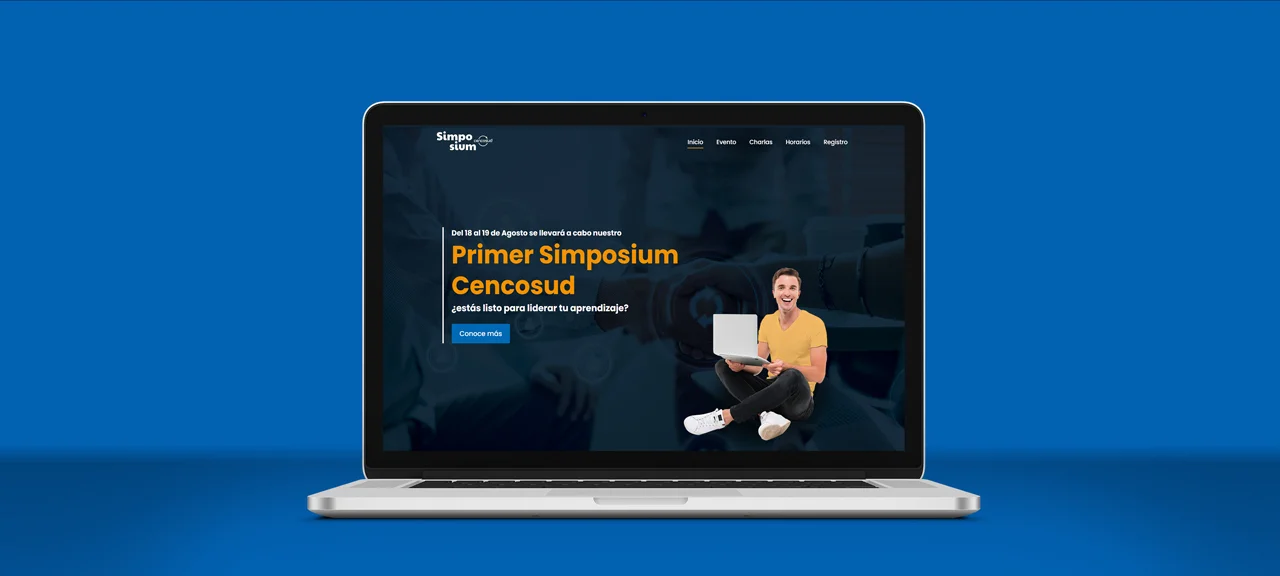 Simpo
sium cencosud
Inicio Evento Charlas Horarios Registro
Del 18 al 19 de Agosto se llevará a cabo nuestro
Primer Simposium
Cencosud
¿estás listo para liderar tu aprendizaje?
Conoce más